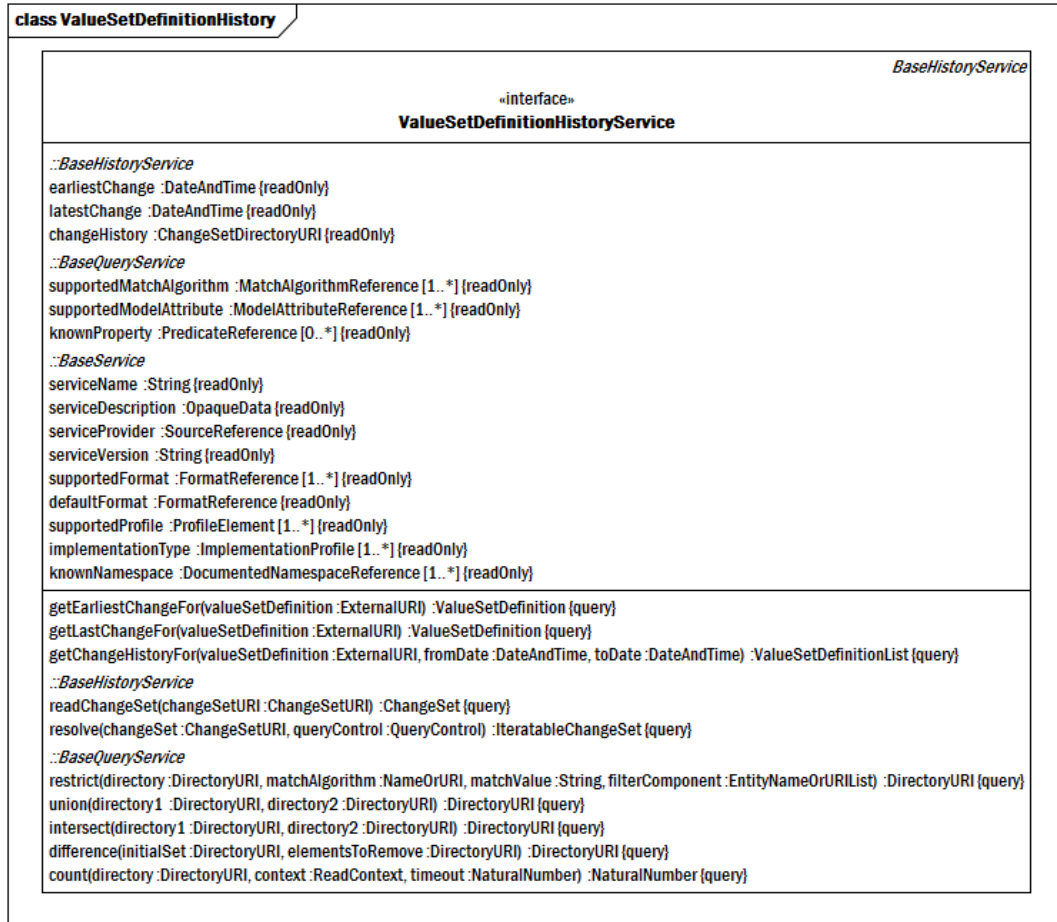 class ValueSetDefinitionHistory
BaseHistoryService
«interface»
ValueSetDefinitionHistoryService
::BaseHistoryService
earliestChange :DateAndTime {readOnly}
latestChange :DateAndTime {readOnly}
changeHistory :ChangeSetDirectoryURI {readOnly}
::BaseQueryService
supportedMatchAlgorithm :MatchAlgorithmReference [1..*] {readOnly}
supportedModelAttribute :ModelAttributeReference [1..*] {readOnly}
knownProperty :PredicateReference [0..*] {readOnly}
::BaseService
serviceName :String {readOnly}
serviceDescription :OpaqueData {readOnly}
serviceProvider :SourceReference {readOnly}
serviceVersion :String {readOnly}
supportedFormat :FormatReference [1..*] {readOnly}
defaultFormat :FormatReference {readOnly}
supportedProfile :ProfileElement [1..*] {readOnly}
implementationType :ImplementationProfile [1..*] {readOnly}
knownNamespace :DocumentedNamespaceReference [1..*] {readOnly}
getEarliestChangeFor(valueSetDefinition :ExternalURI) :ValueSetDefinition {query}
getLastChangeFor(valueSetDefinition :ExternalURI) :ValueSetDefinition {query}
getChangeHistoryFor(valueSetDefinition :ExternalURI, fromDate :DateAndTime, toDate :DateAndTime) :ValueSetDefinitionList {query}
::BaseHistoryService
readChangeSet(changeSetURI :ChangeSetURI) :ChangeSet {query}
resolve(changeSet :ChangeSetURI, queryControl :QueryControl) :IteratableChangeSet {query}
::BaseQueryService
restrict(directory :DirectoryURI, matchAlgorithm :NameOrURI, matchValue :String, filterComponent :EntityNameOrURIList) :DirectoryURI {query}
union(directory1 :DirectoryURI, directory2 :DirectoryURI) :DirectoryURI {query}
intersect(directory1 :DirectoryURI, directory2 :DirectoryURI) :DirectoryURI {query}
difference(initialSet :DirectoryURI, elementsToRemove :DirectoryURI) :DirectoryURI {query}
count(directory :DirectoryURI, context :ReadContext, timeout :NaturalNumber) :NaturalNumber {query}